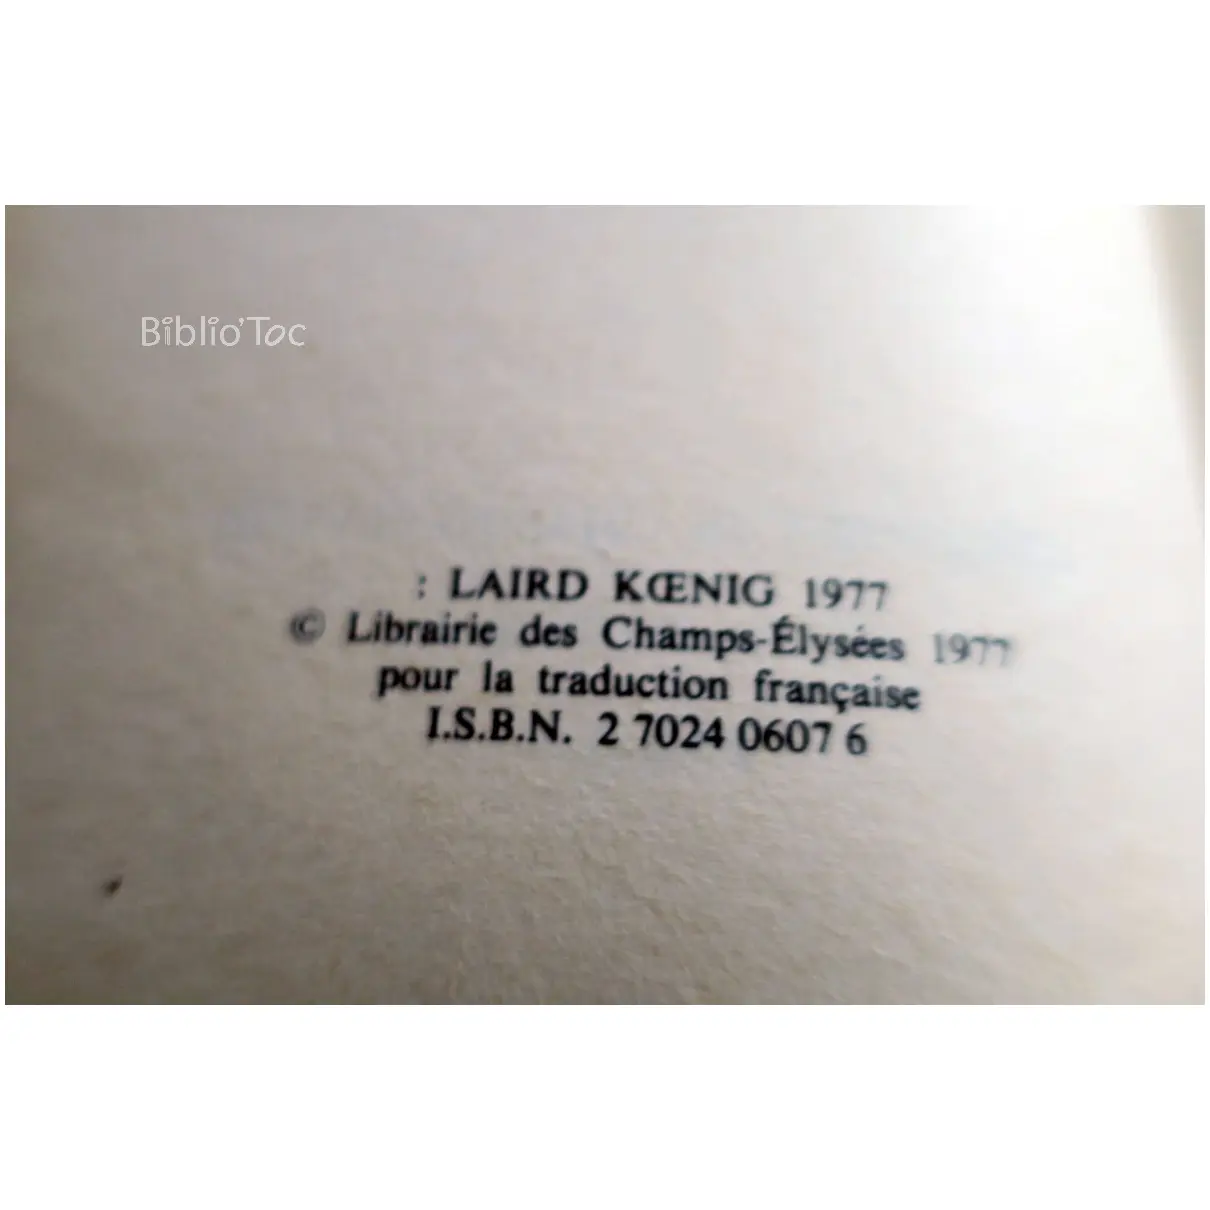 Biblio'Toc
: LAIRD KŒNIG 1977
© Librairie des Champs-Élysées 1977
pour la traduction française
I.S.B.N. 2 7024 0607 6